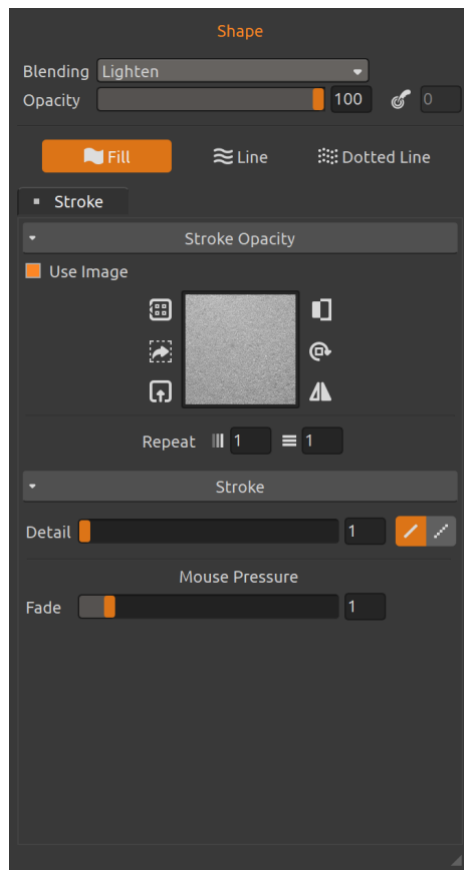 Shape
Blending Lighten
Opacity 100 0
Fill Line Dotted Line
Stroke
Stroke Opacity
Use Image
Repeat 1 1
Stroke
Detail 1
Mouse Pressure
Fade 1